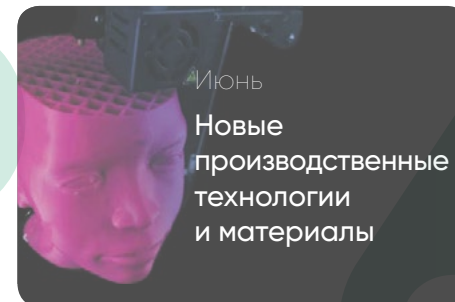 Июнь
Новые
производственные
технологии
и материалы